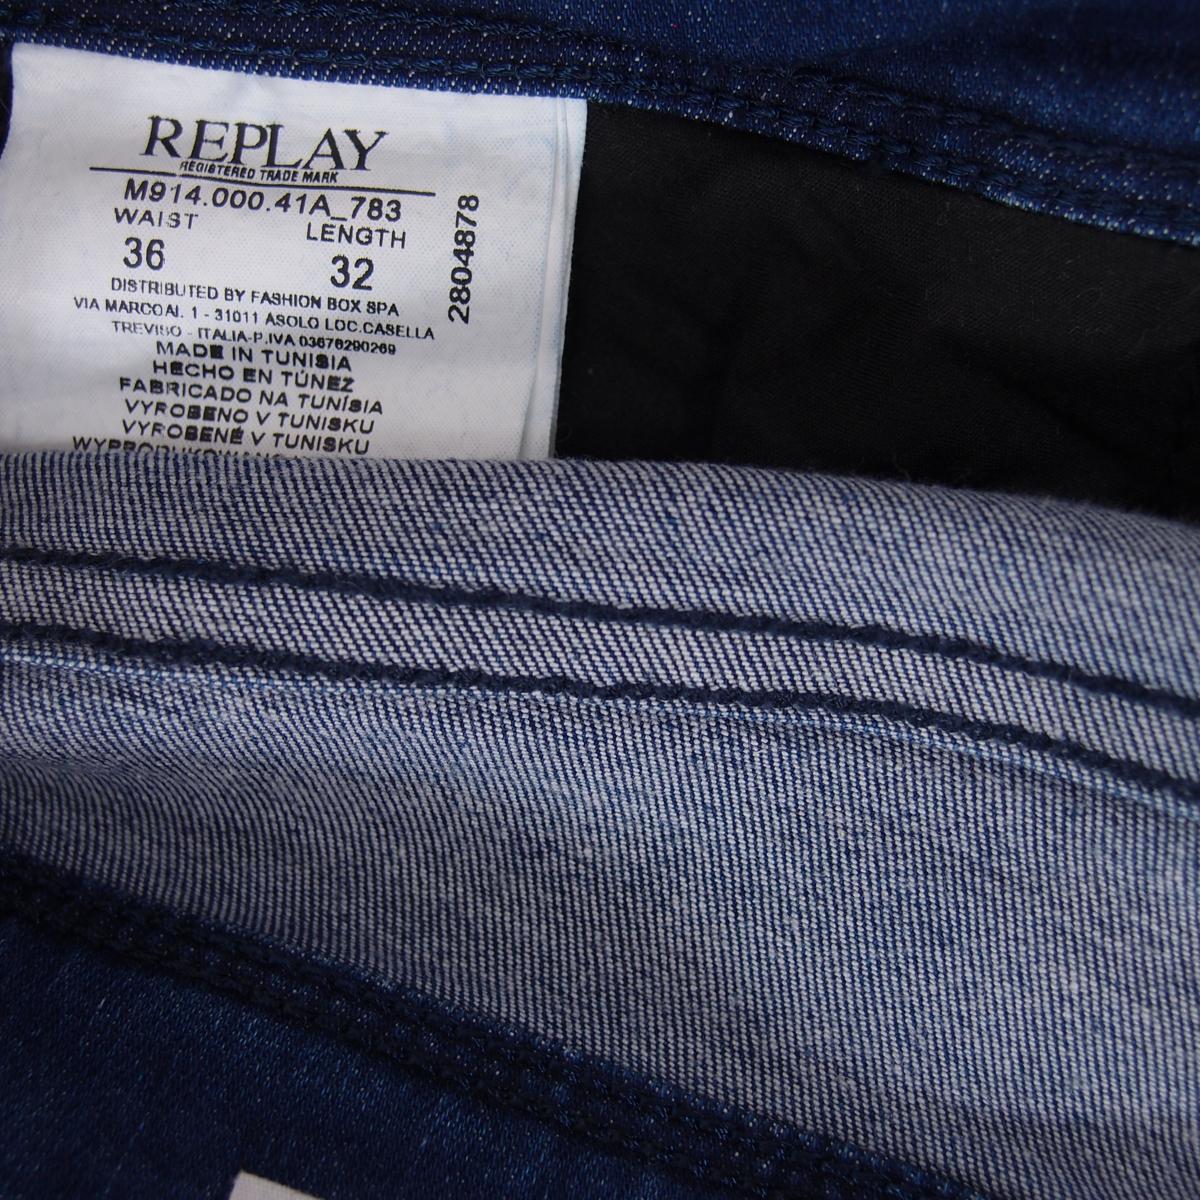 REPLAY
REGISTERED TRADE MARK
M914.000.41A_783
WAIST LENGTH
36 32
2804878
DISTRIBUTED BY FASHION BOX SPA
VIA MARCOAI. 1 - 31011 ASOLO LOC.CASELLA
TREVISO - ITALIA-P.IVA 03676290269
MADE IN TUNISIA
HECHO EN TÚNEZ
FABRICADO NA TUNÍSIA
VYROBENO V TUNISKU
VYROBENÉ V TUNISKU